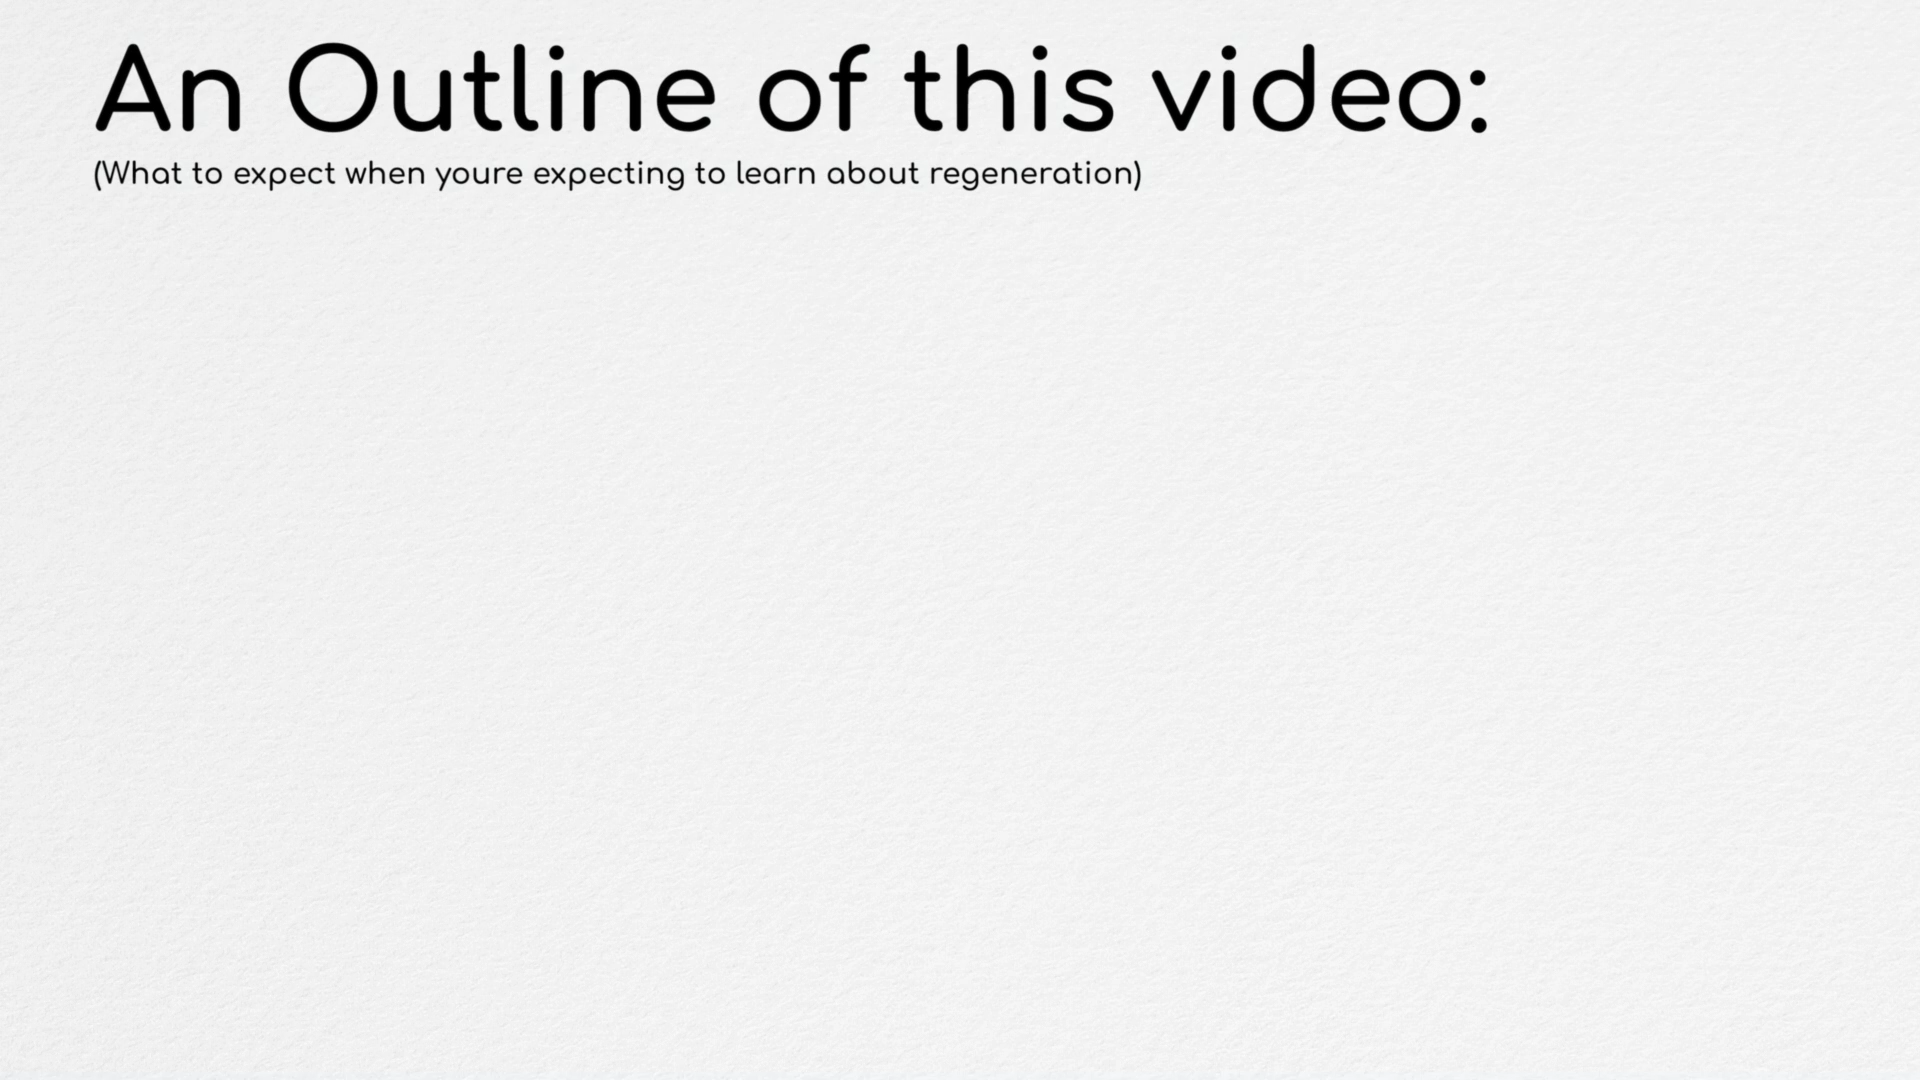 An Outline of this video:
(What to expect when youre expecting to learn about regeneration)